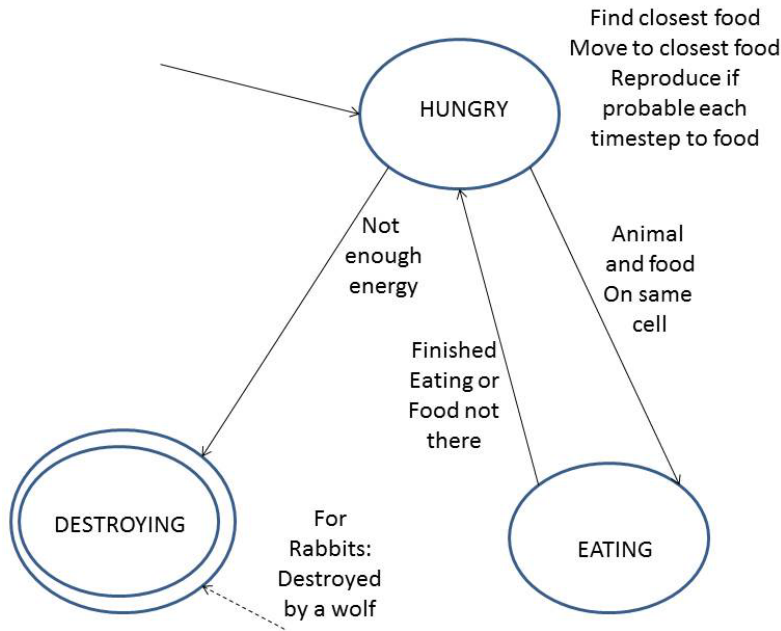 Find closest food
Move to closest food
Reproduce if
probable each
timestep to food
HUNGRY
Not
enough
energy
Animal
and food
On same
cell
Finished
Eating or
Food not
there
DESTROYING
For
Rabbits:
Destroyed
by a wolf
EATING